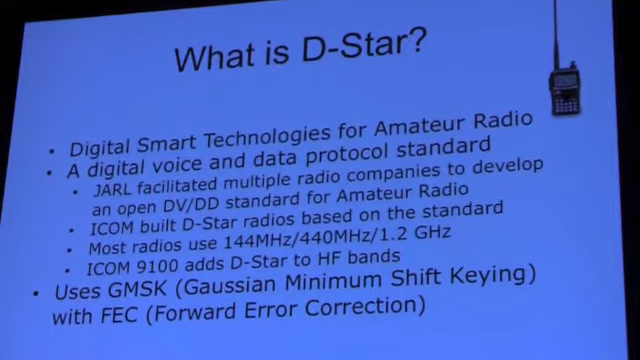 What is D-Star?
• Digital Smart Technologies for Amateur Radio
• A digital voice and data protocol standard
• JARL facilitated multiple radio companies to develop
an open DV/DD standard for Amateur Radio
• ICOM built D-Star radios based on the standard
• Most radios use 144MHz/440MHz/1.2 GHz
• ICOM 9100 adds D-Star to HF bands
• Uses GMSK (Gaussian Minimum Shift Keying)
with FEC (Forward Error Correction)